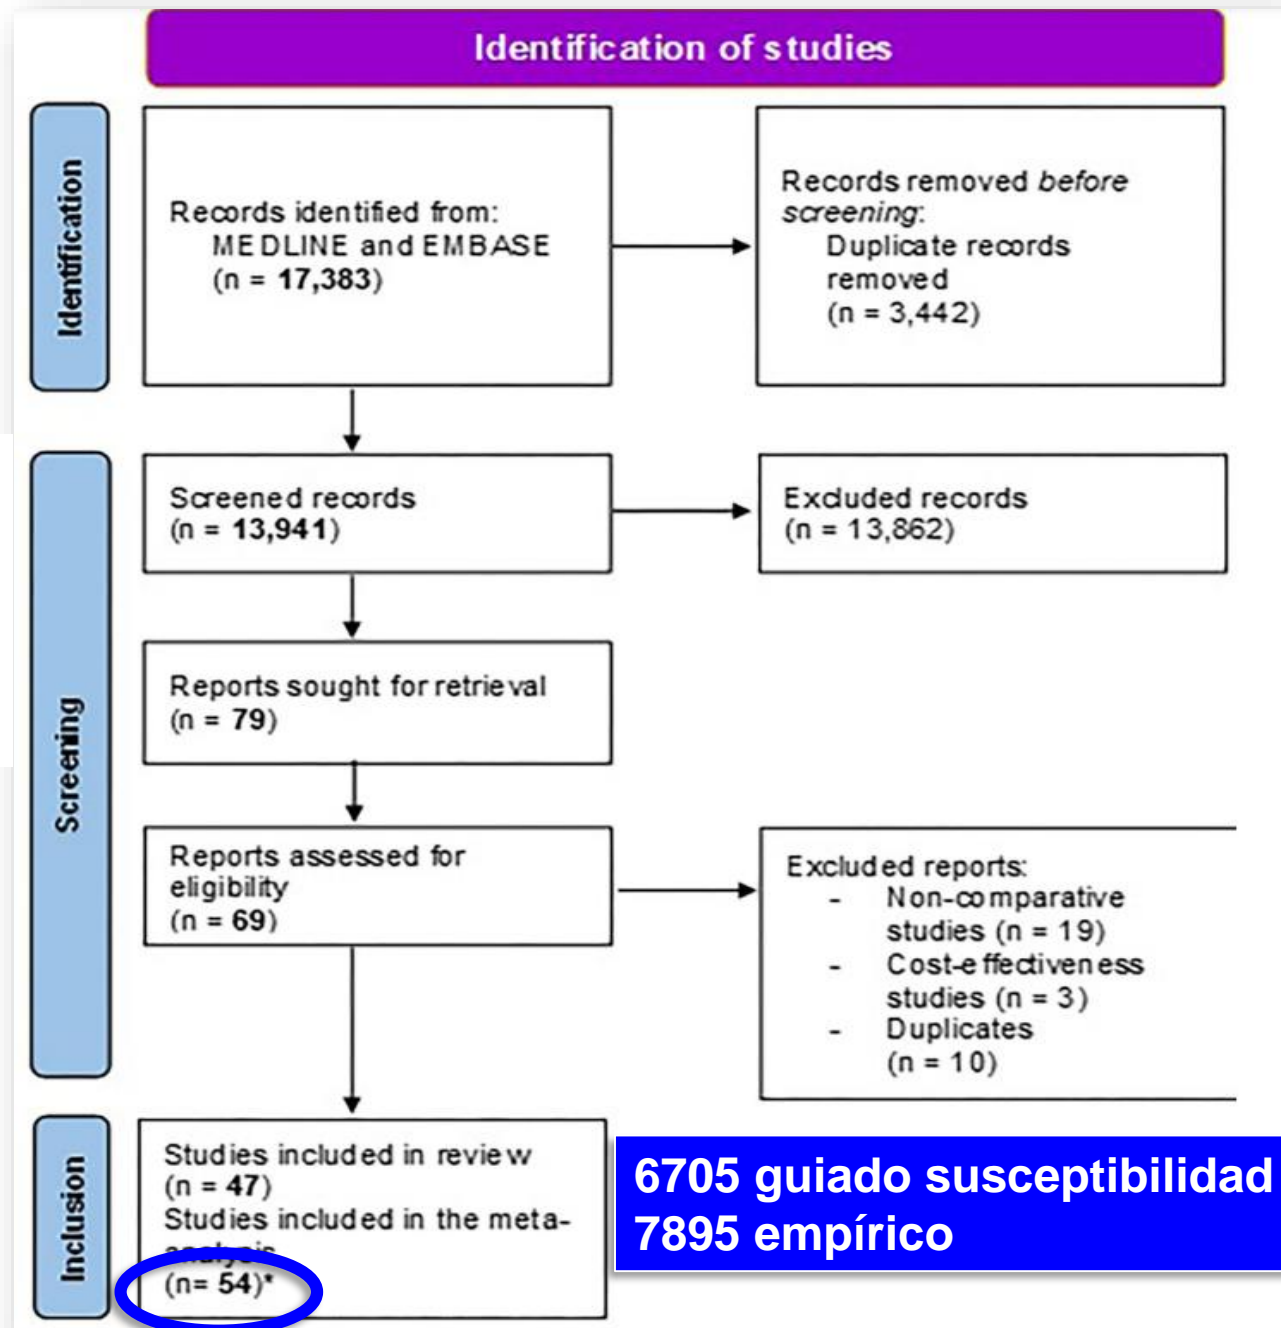 Identification of studies
Identification
Records identified from:
MEDLINE and EMBASE
(n = 17,383)
Records removed before
screening:
Duplicate records
removed
(n = 3,442)
Screening
Screened records
(n = 13,941)
Excluded records
(n = 13,862)
Reports sought for retrieval
(n = 79)
Reports assessed for
eligibility
(n = 69)
Excluded reports:
- Non-comparative
studies (n = 19)
- Cost-effectiveness
studies (n = 3)
- Duplicates
(n = 10)
Inclusion
Studies included in review
(n = 47)
Studies included in the meta-
analysis
(n= 54)*
6705 guiado susceptibilidad
7895 empírico